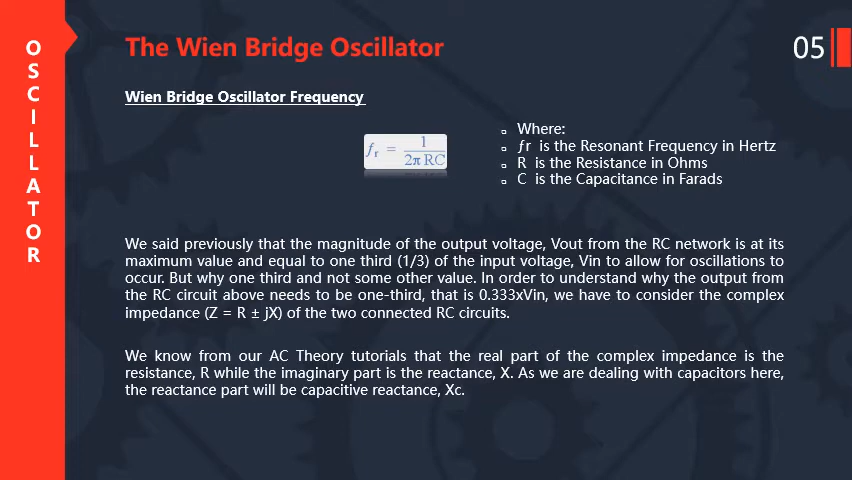 OSCILLATOR
The Wien Bridge Oscillator
05
Wien Bridge Oscillator Frequency
fr = 1 / 2π RC
▫ Where:
▫ ƒr is the Resonant Frequency in Hertz
▫ R is the Resistance in Ohms
▫ C is the Capacitance in Farads
We said previously that the magnitude of the output voltage, Vout from the RC network is at its
maximum value and equal to one third (1/3) of the input voltage, Vin to allow for oscillations to
occur. But why one third and not some other value. In order to understand why the output from
the RC circuit above needs to be one-third, that is 0.333xVin, we have to consider the complex
impedance (Z = R ± jX) of the two connected RC circuits.
We know from our AC Theory tutorials that the real part of the complex impedance is the
resistance, R while the imaginary part is the reactance, X. As we are dealing with capacitors here,
the reactance part will be capacitive reactance, Xc.